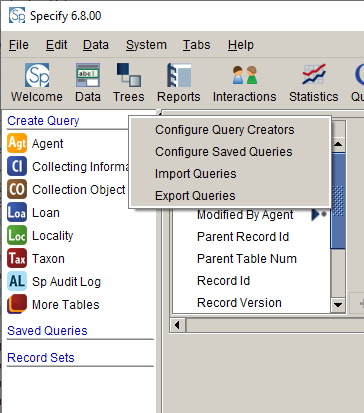 Specify 6.8.00
File Edit Data System Tabs Help
Sp
Welcome Data Trees Reports Interactions Statistics
Create Query
Agt Agent
CI Collecting Informa
CO Collection Object
Loa Loan
Loc Locality
Tax Taxon
AL Sp Audit Log
More Tables
Saved Queries
Record Sets
Configure Query Creators
Configure Saved Queries
Import Queries
Export Queries
Modified By Agent
Parent Record Id
Parent Table Num
Record Id
Record Version